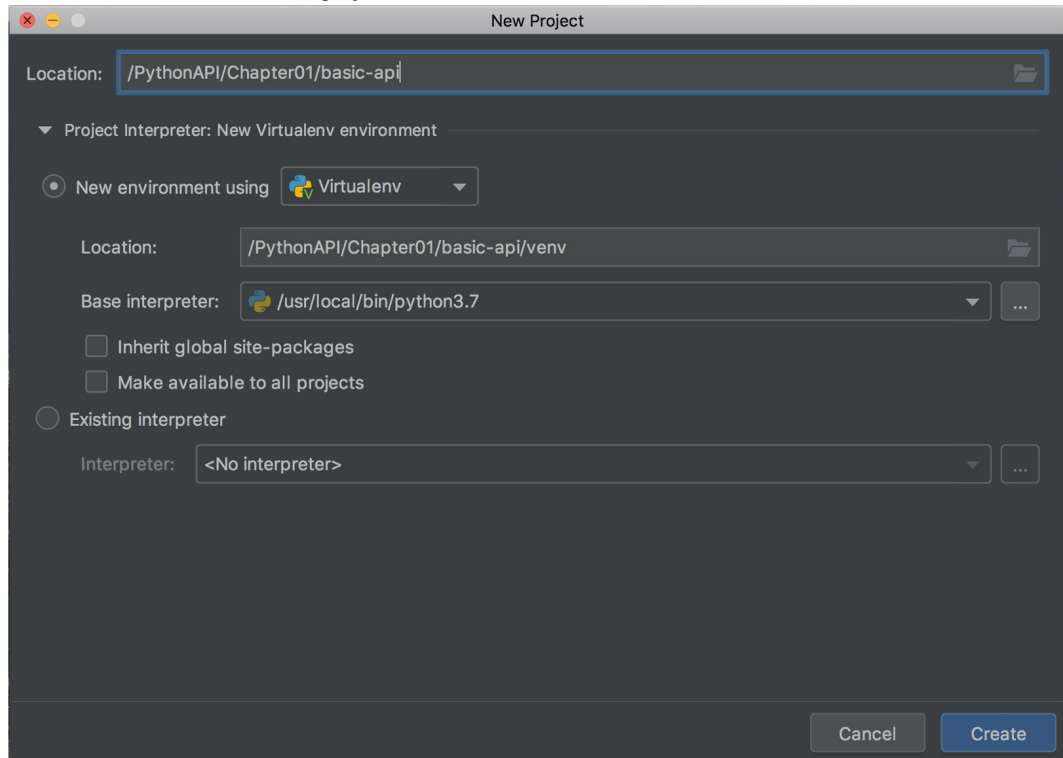 New Project
Location: /PythonAPI/Chapter01/basic-api
Project Interpreter: New Virtualenv environment
New environment using Virtualenv
Location: /PythonAPI/Chapter01/basic-api/venv
Base interpreter: /usr/local/bin/python3.7 ...
Inherit global site-packages
Make available to all projects
Existing interpreter
Interpreter: <No interpreter> ...
Cancel Create